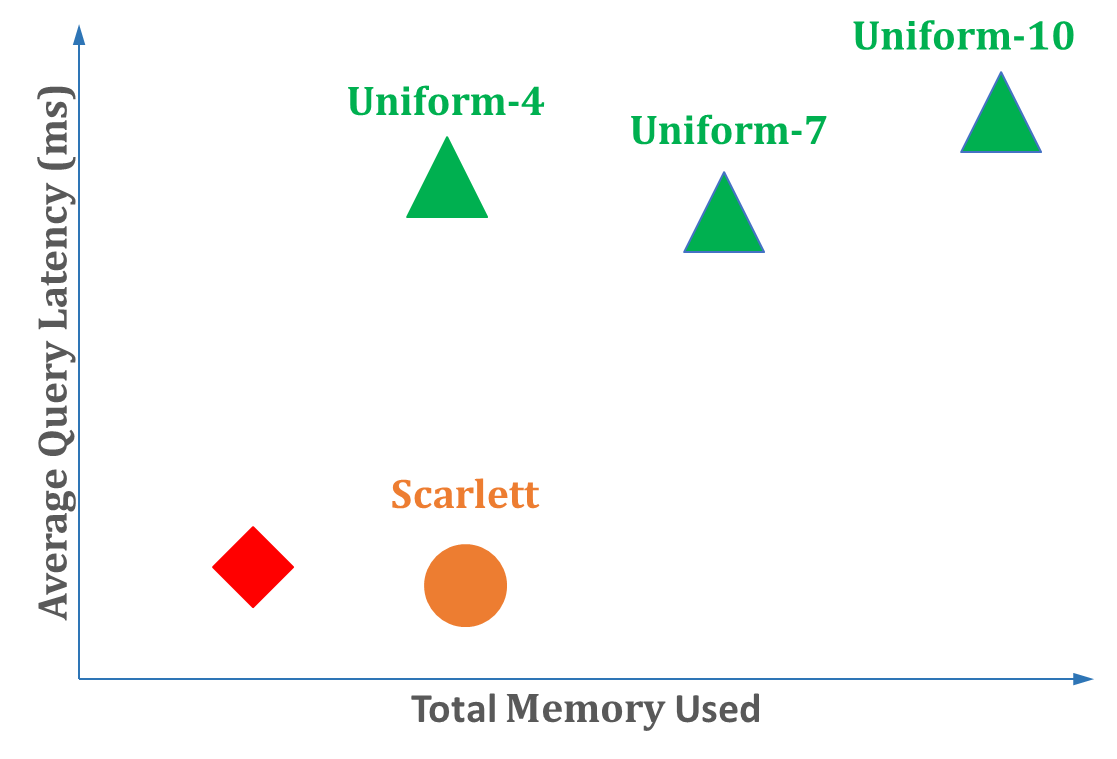 Uniform-10
Uniform-4
Uniform-7
Average Query Latency (ms)
Scarlett
Total Memory Used